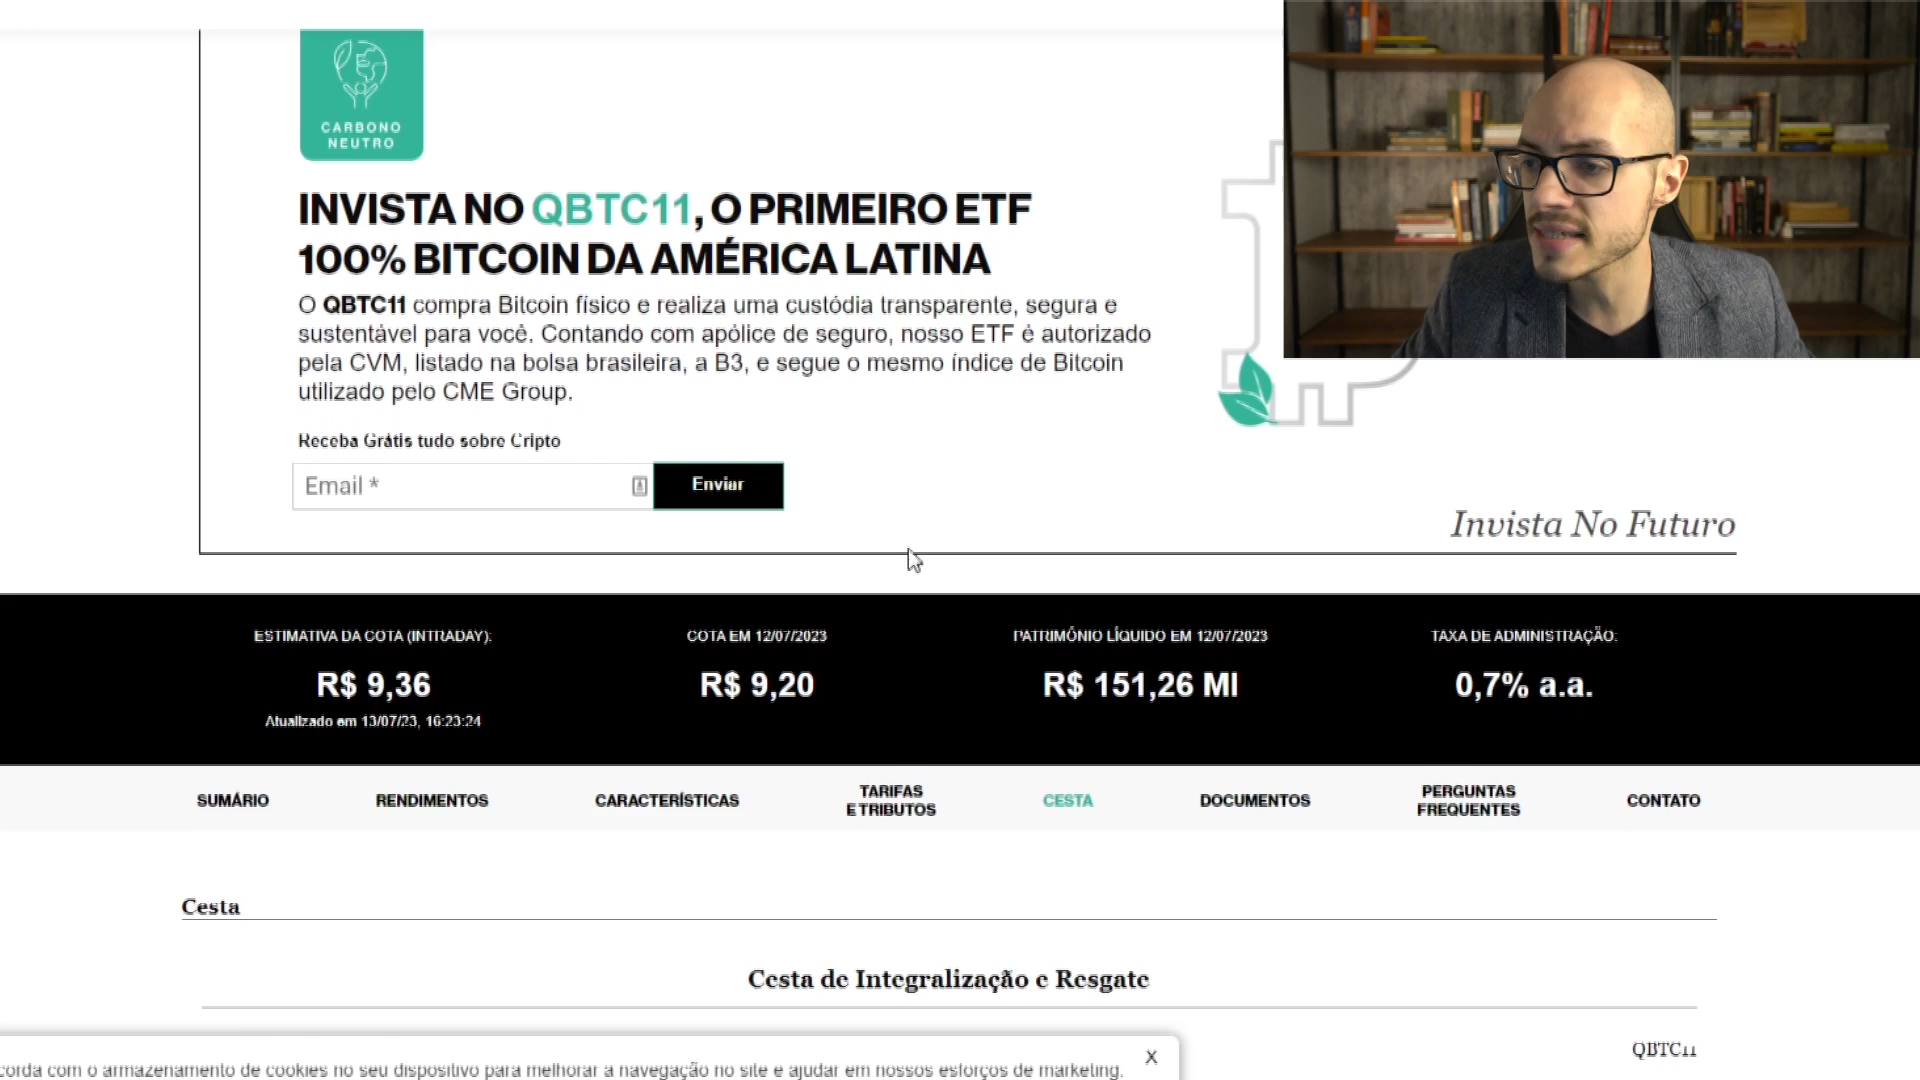 CARBONO
NEUTRO
INVISTA NO QBTC11, O PRIMEIRO ETF
100% BITCOIN DA AMÉRICA LATINA
O QBTC11 compra Bitcoin físico e realiza uma custódia transparente, segura e
sustentável para você. Contando com apólice de seguro, nosso ETF é autorizado
pela CVM, listado na bolsa brasileira, a B3, e segue o mesmo índice de Bitcoin
utilizado pelo CME Group.
Receba Grátis tudo sobre Cripto
Email *
Enviar
Invista No Futuro
ESTIMATIVA DA COTA (INTRADAY):
R$ 9,36
Atualizado em 13/07/23, 16:23:24
COTA EM 12/07/2023
R$ 9,20
PATRIMÔNIO LÍQUIDO EM 12/07/2023
R$ 151,26 MI
TAXA DE ADMINISTRAÇÃO:
0,7% a.a.
SUMÁRIO
RENDIMENTOS
CARACTERÍSTICAS
TARIFAS
E TRIBUTOS
CESTA
DOCUMENTOS
PERGUNTAS
FREQUENTES
CONTATO
Cesta
Cesta de Integralização e Resgate
QBTC11
X
corda com o armazenamento de cookies no seu dispositivo para melhorar a navegação no site e ajudar em nossos esforços de marketing.